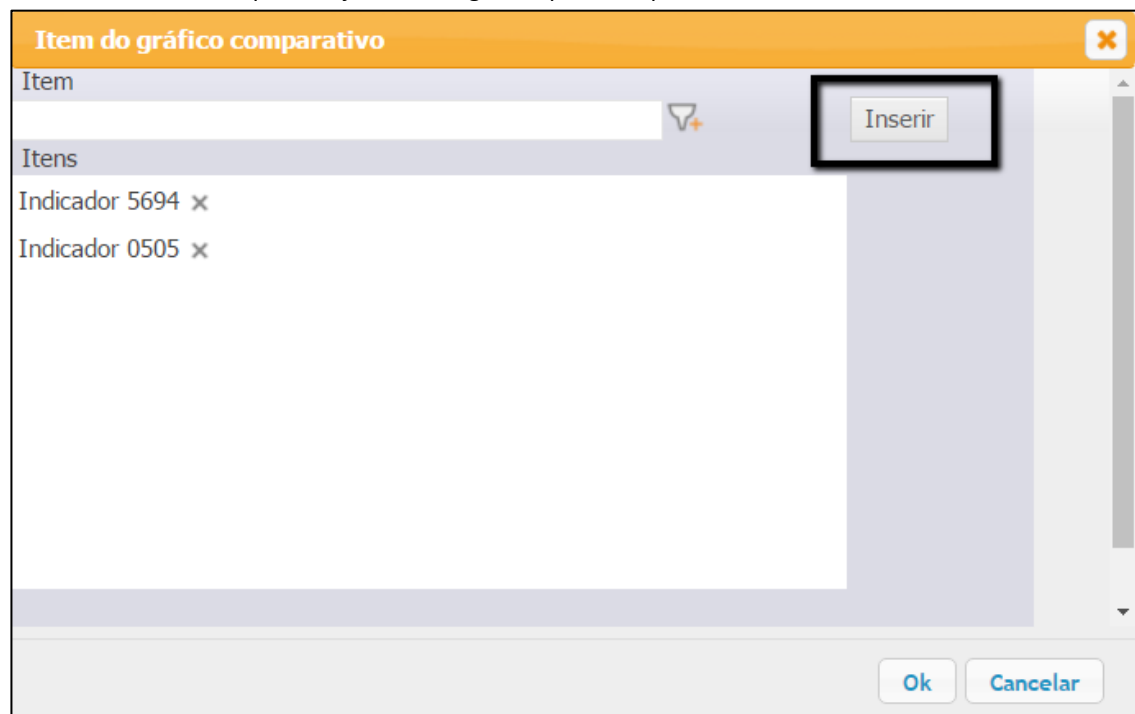 Item do gráfico comparativo
Item
Inserir
Itens
Indicador 5694
Indicador 0505
Ok Cancelar